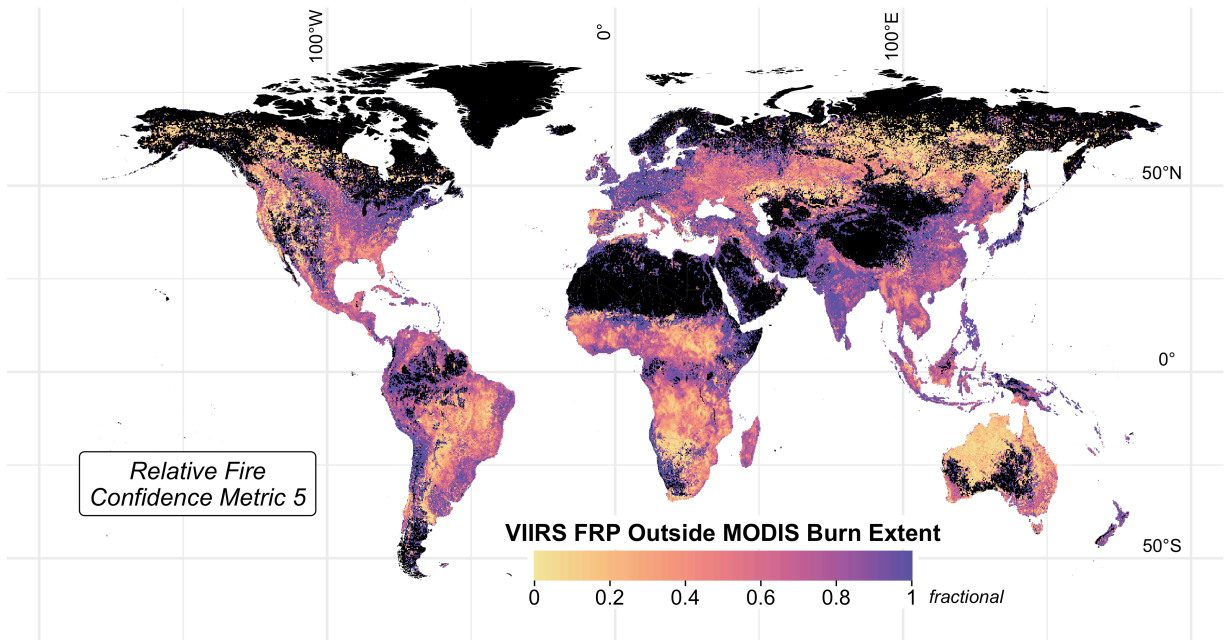 100°W
0°
100°E
50°N
0°
50°S
Relative Fire
Confidence Metric 5
VIIRS FRP Outside MODIS Burn Extent
0 0.2 0.4 0.6 0.8 1 fractional